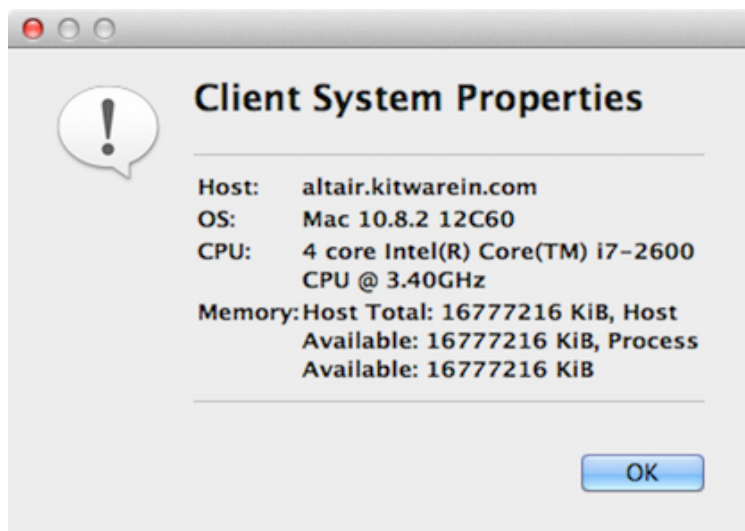 Client System Properties
Host: altair.kitwarein.com
OS: Mac 10.8.2 12C60
CPU: 4 core Intel(R) Core(TM) i7-2600
CPU @ 3.40GHz
Memory: Host Total: 16777216 KiB, Host
Available: 16777216 KiB, Process
Available: 16777216 KiB
OK